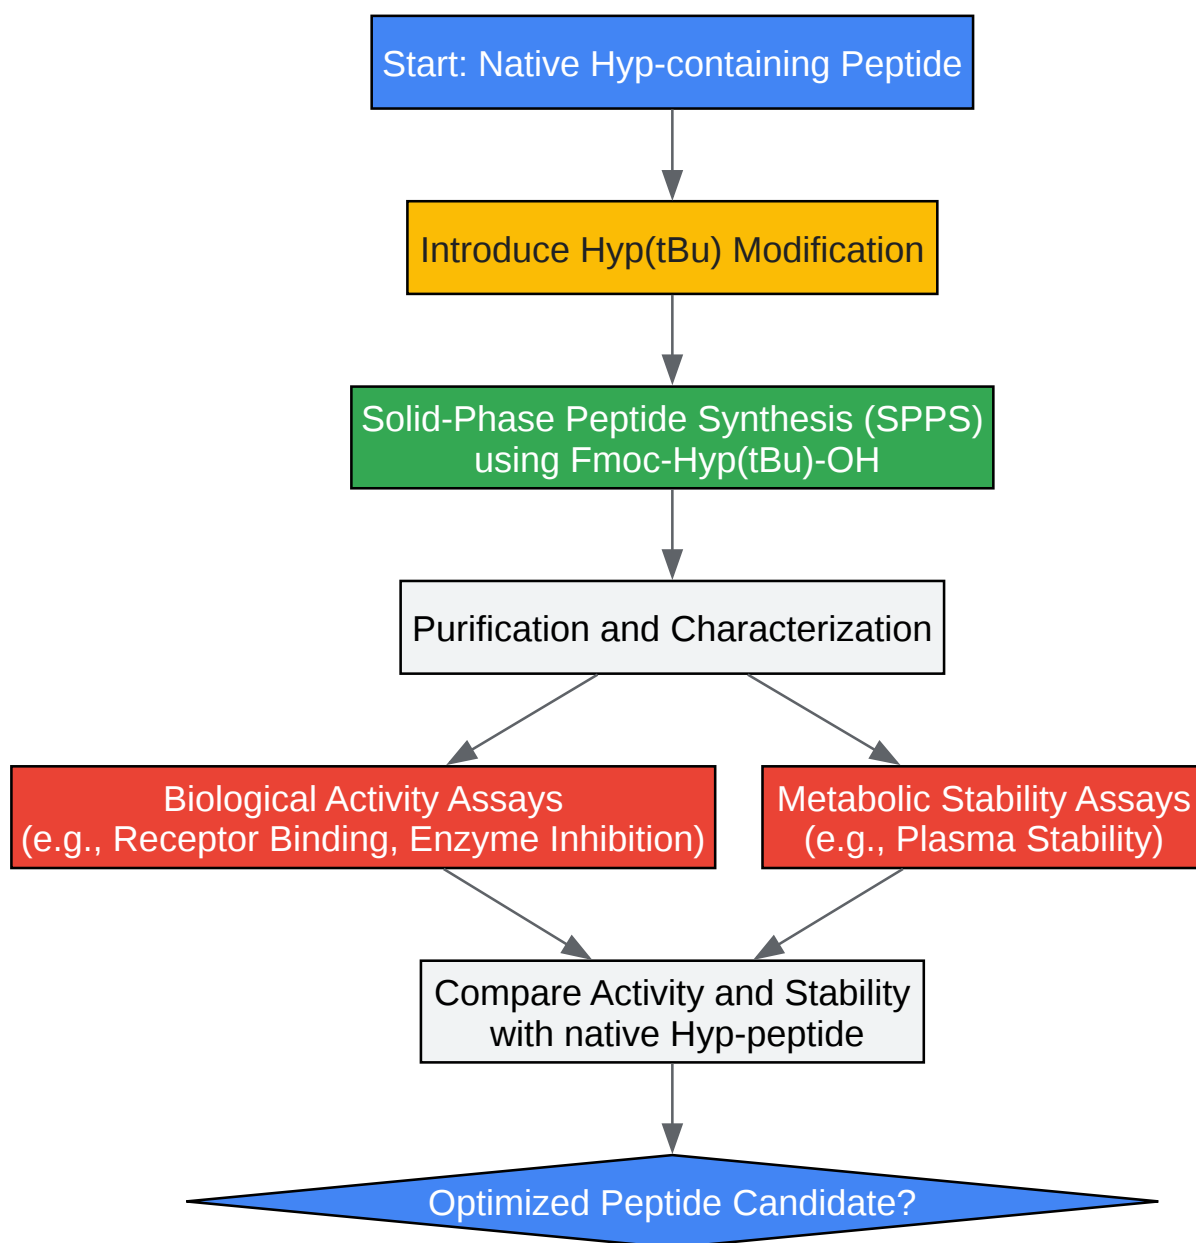 Start: Native Hyp-containing Peptide
Introduce Hyp(tBu) Modification
Solid-Phase Peptide Synthesis (SPPS)
using Fmoc-Hyp(tBu)-OH
Purification and Characterization
Biological Activity Assays
(e.g., Receptor Binding, Enzyme Inhibition)
Metabolic Stability Assays
(e.g., Plasma Stability)
Compare Activity and Stability
with native Hyp-peptide
Optimized Peptide Candidate?